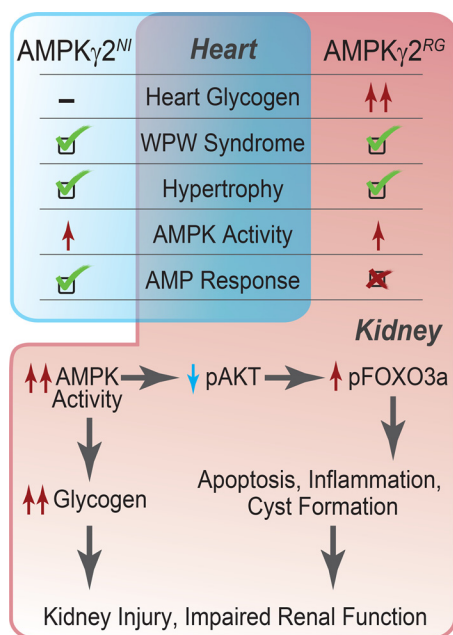 AMPKγ2NI Heart AMPKγ2RG
– Heart Glycogen
WPW Syndrome
Hypertrophy
AMPK Activity
AMP Response
Kidney
AMPK Activity
pAKT
pFOXO3a
Glycogen
Apoptosis, Inflammation,
Cyst Formation
Kidney Injury, Impaired Renal Function